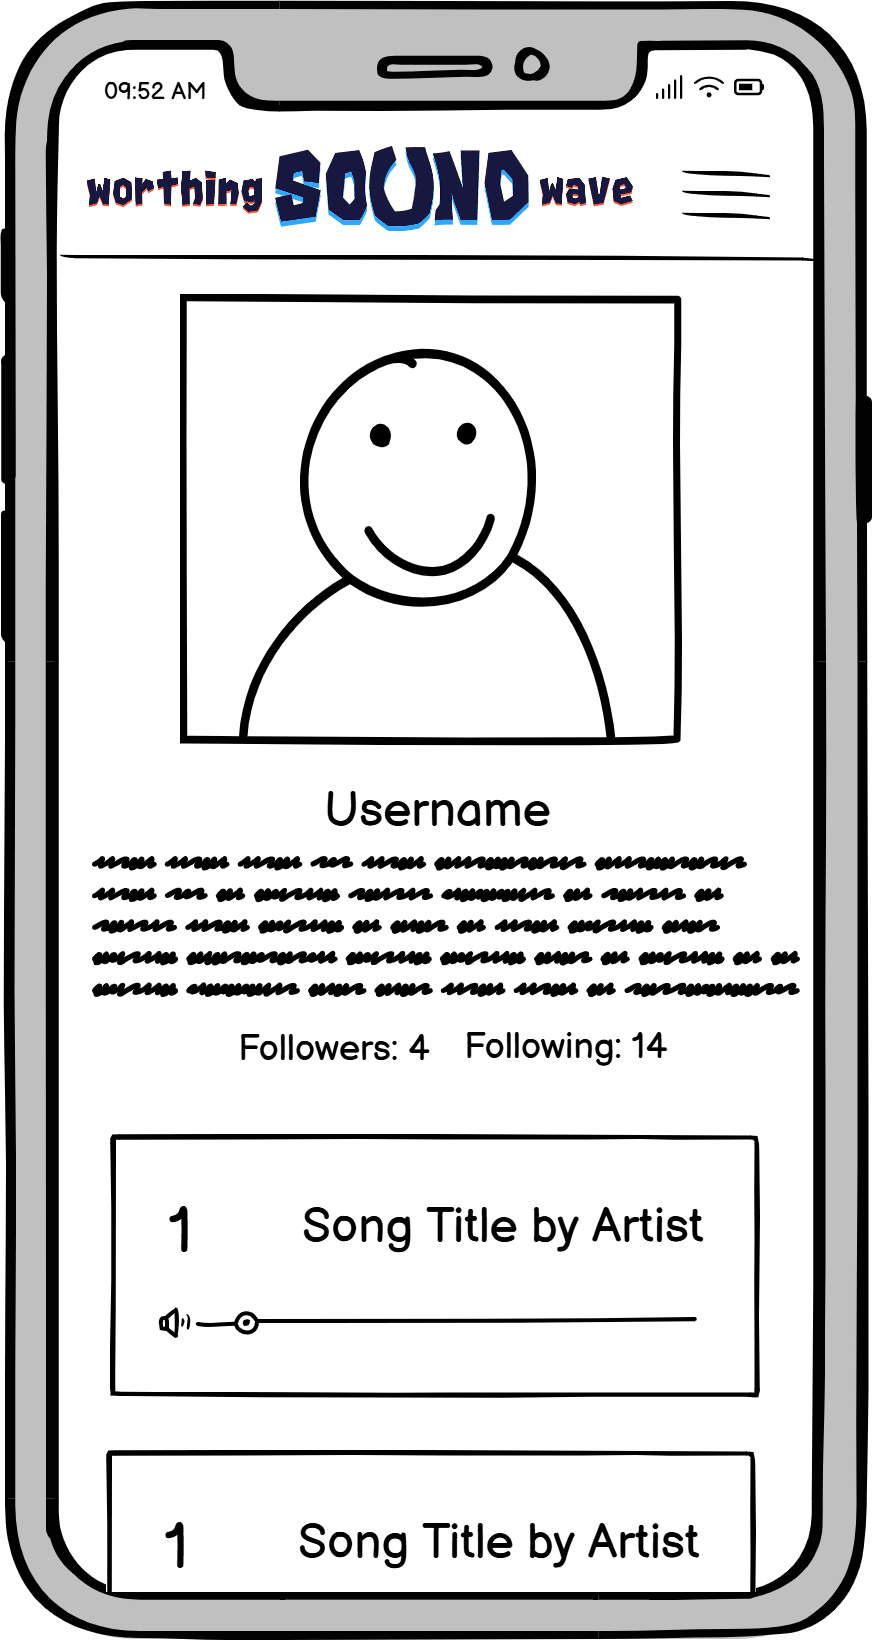 09:52 AM
worthing SOUND wave
Username
Followers: 4 Following: 14
1 Song Title by Artist
1 Song Title by Artist